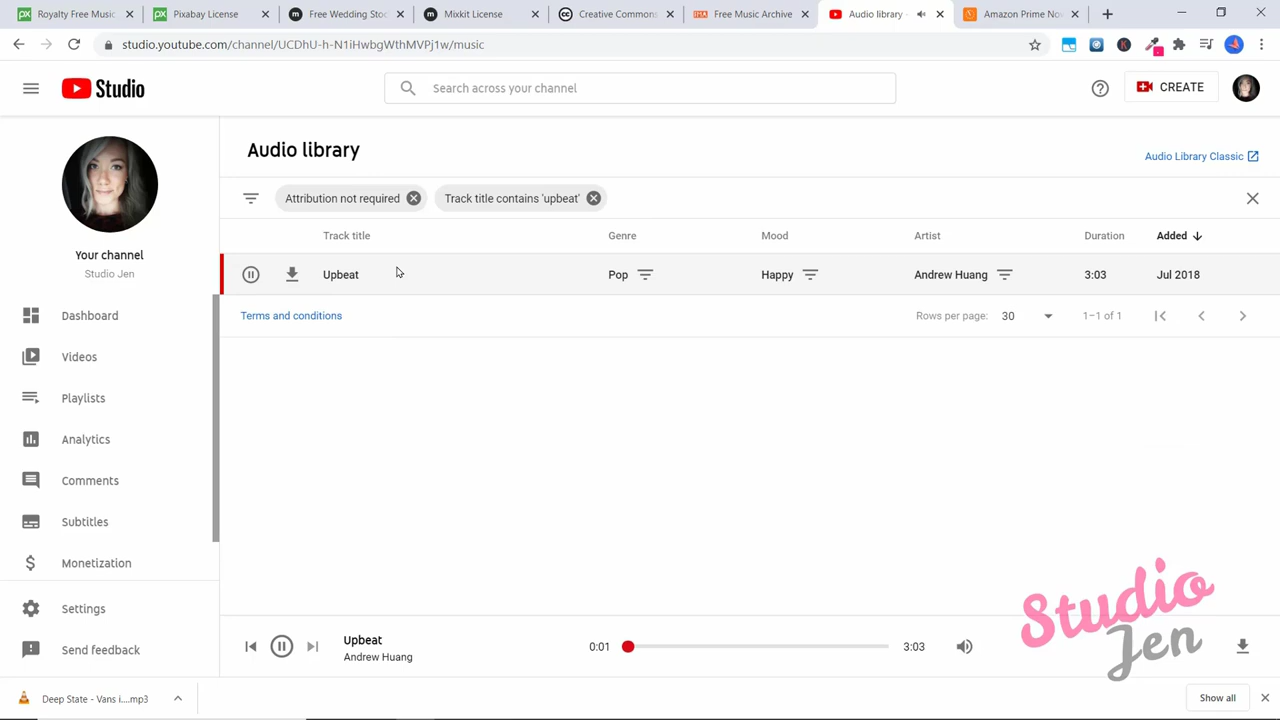 Royalty Free Music
Pixabay License
Free Wedding Stoc
Mixkit License
Creative Commons
Free Music Archive
Audio library -
Amazon Prime No
studio.youtube.com/channel/UCDhU-h-N1iHwbgWthMVPj1w/music
Studio
Search across your channel
CREATE
Audio library
Audio Library Classic
Attribution not required
Track title contains 'upbeat'
Track title
Genre
Mood
Artist
Duration
Added
Upbeat
Pop
Happy
Andrew Huang
3:03
Jul 2018
Terms and conditions
Rows per page: 30
1–1 of 1
Your channel
Studio Jen
Dashboard
Videos
Playlists
Analytics
Comments
Subtitles
Monetization
Settings
Send feedback
Upbeat
Andrew Huang
0:01
3:03
Studio
Jen
Deep State - Vans i....mp3
Show all